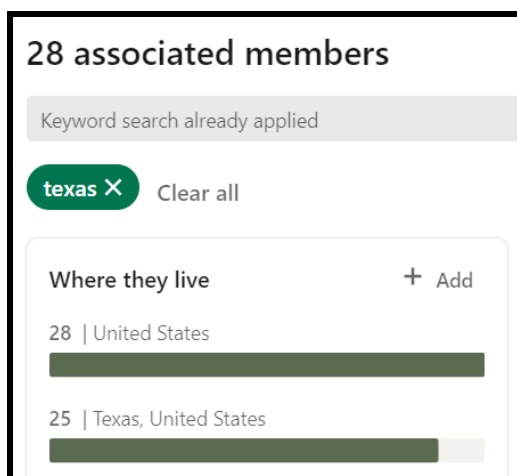 28 associated members
Keyword search already applied
texas ✕ Clear all
Where they live + Add
28 | United States
25 | Texas, United States